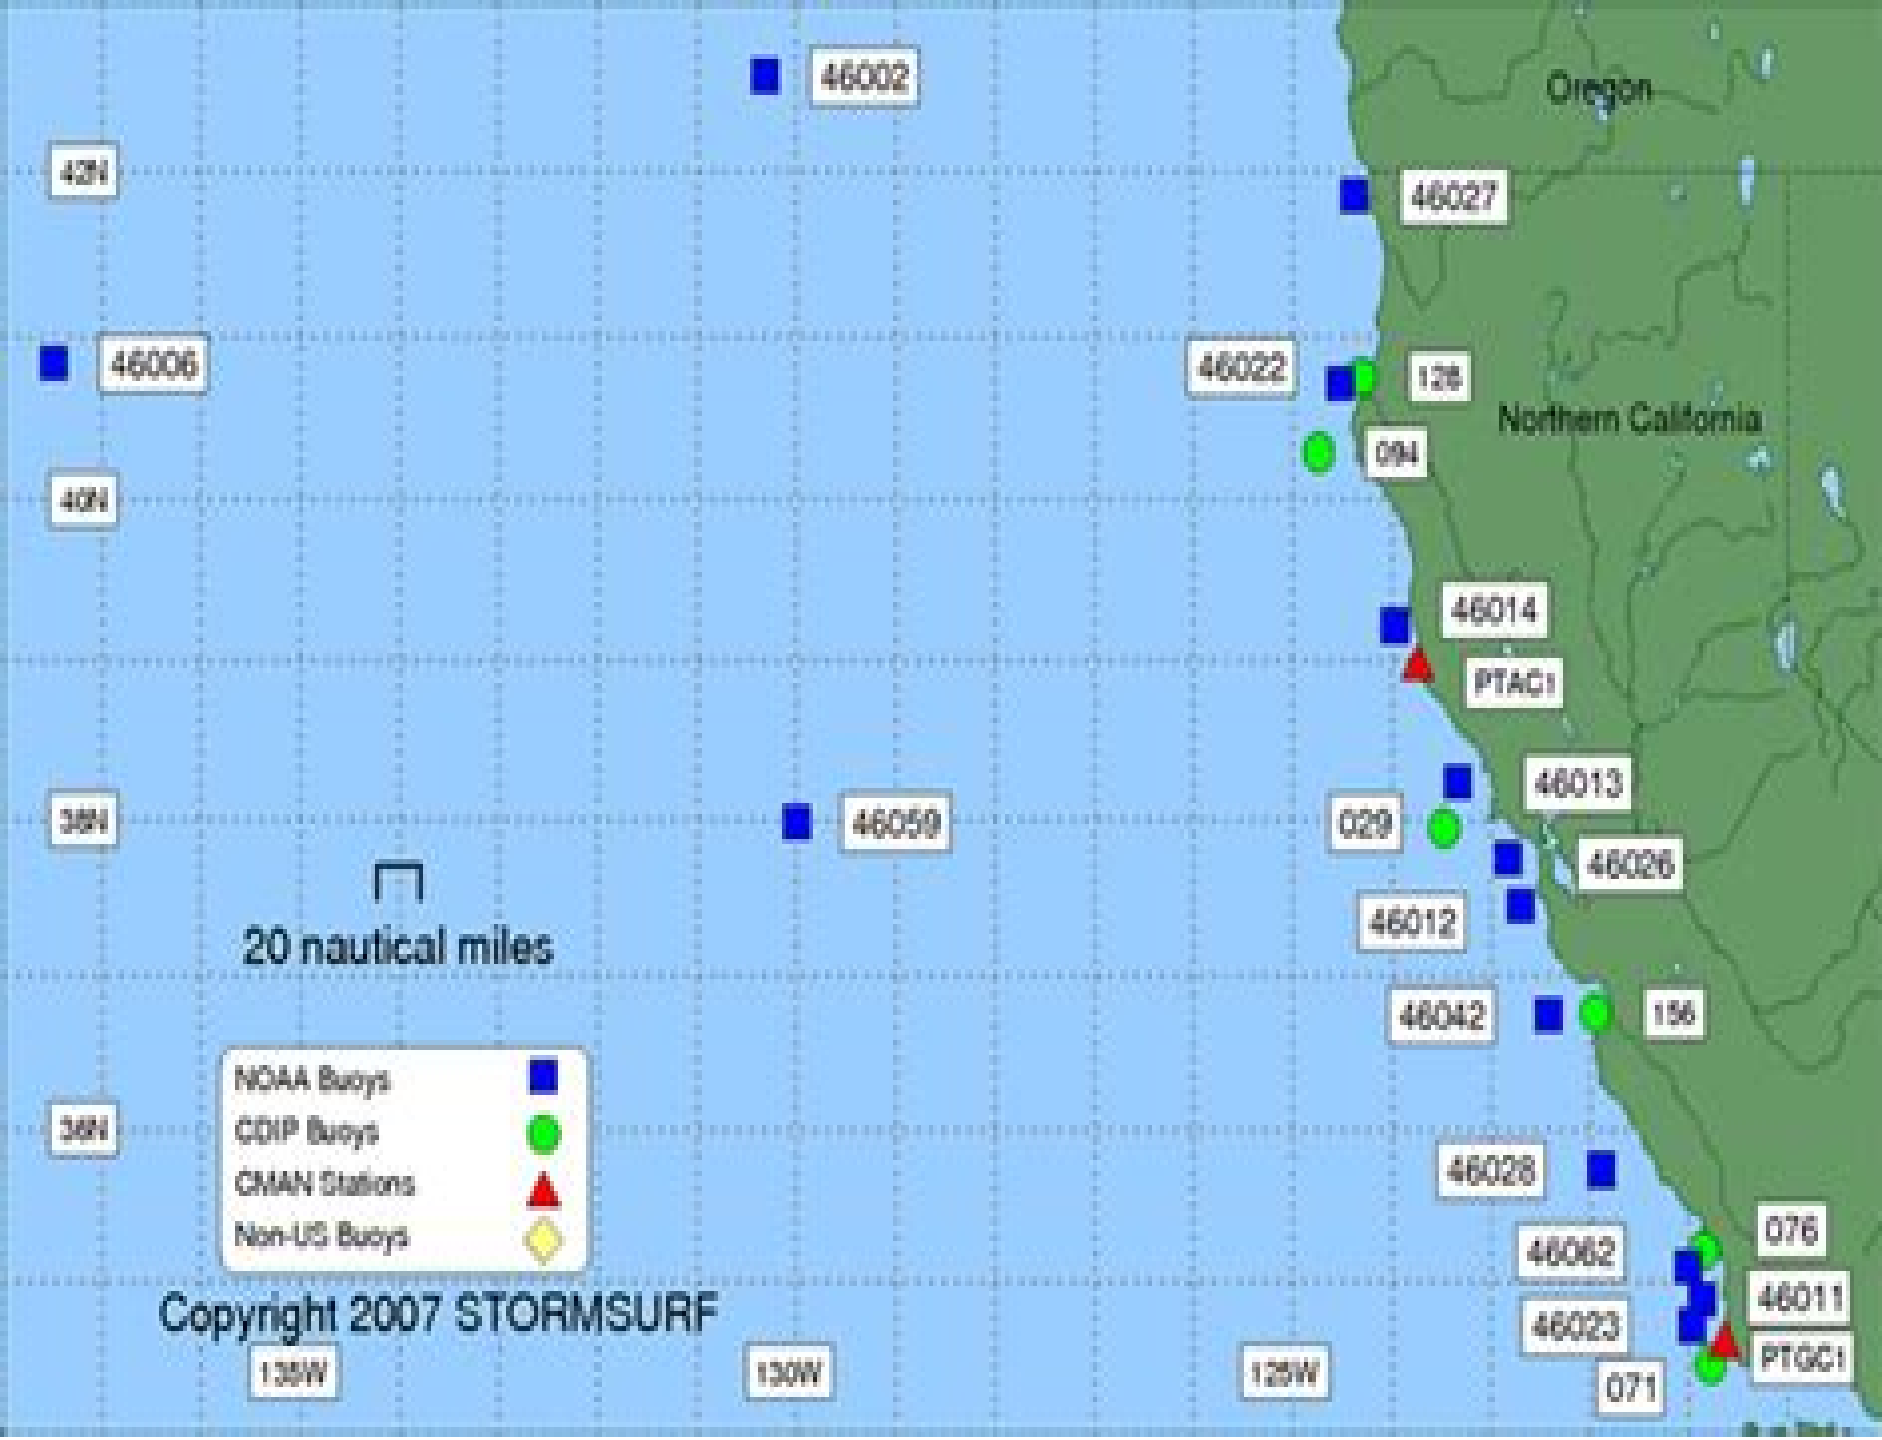 46002
Oregon
42N
46027
46006
46022
128
Northern California
094
40N
46014
PTAC1
46013
38N
46059
029
46026
20 nautical miles
46012
46042
156
NOAA Buoys
CDIP Buoys
CMAN Stations
Non-US Buoys
36N
46028
076
46062
46011
Copyright 2007 STORMSURF
46023
135W
130W
125W
PTGC1
071